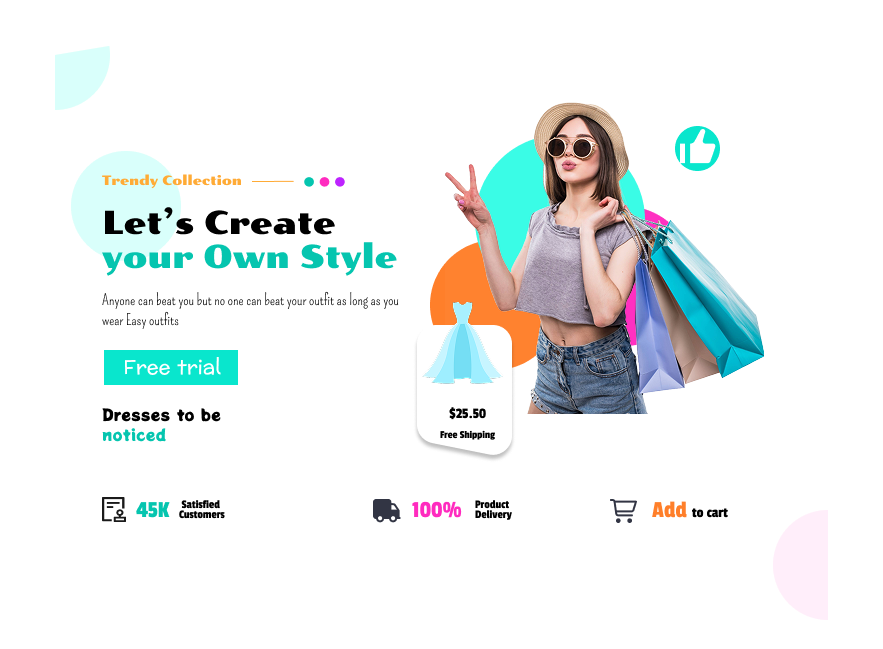 Trendy Collection
Let's Create
your Own Style
Anyone can beat you but no one can beat your outfit as long as you
wear Easy outfits
Free trial
Dresses to be
noticed
$25.50
Free Shipping
45K
Satisfied
Customers
100%
Product
Delivery
Add to cart